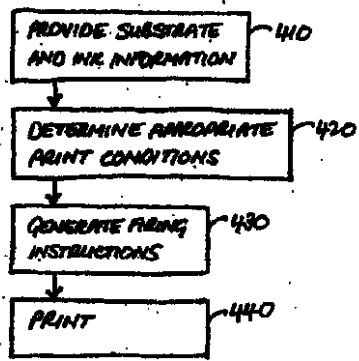 PROVIDE SUBSTRATE 410
AND INK INFORMATION
DETERMINE APPROPRIATE 420
PRINT CONDITIONS
GENERATE FIRING 430
INSTRUCTIONS
PRINT 440